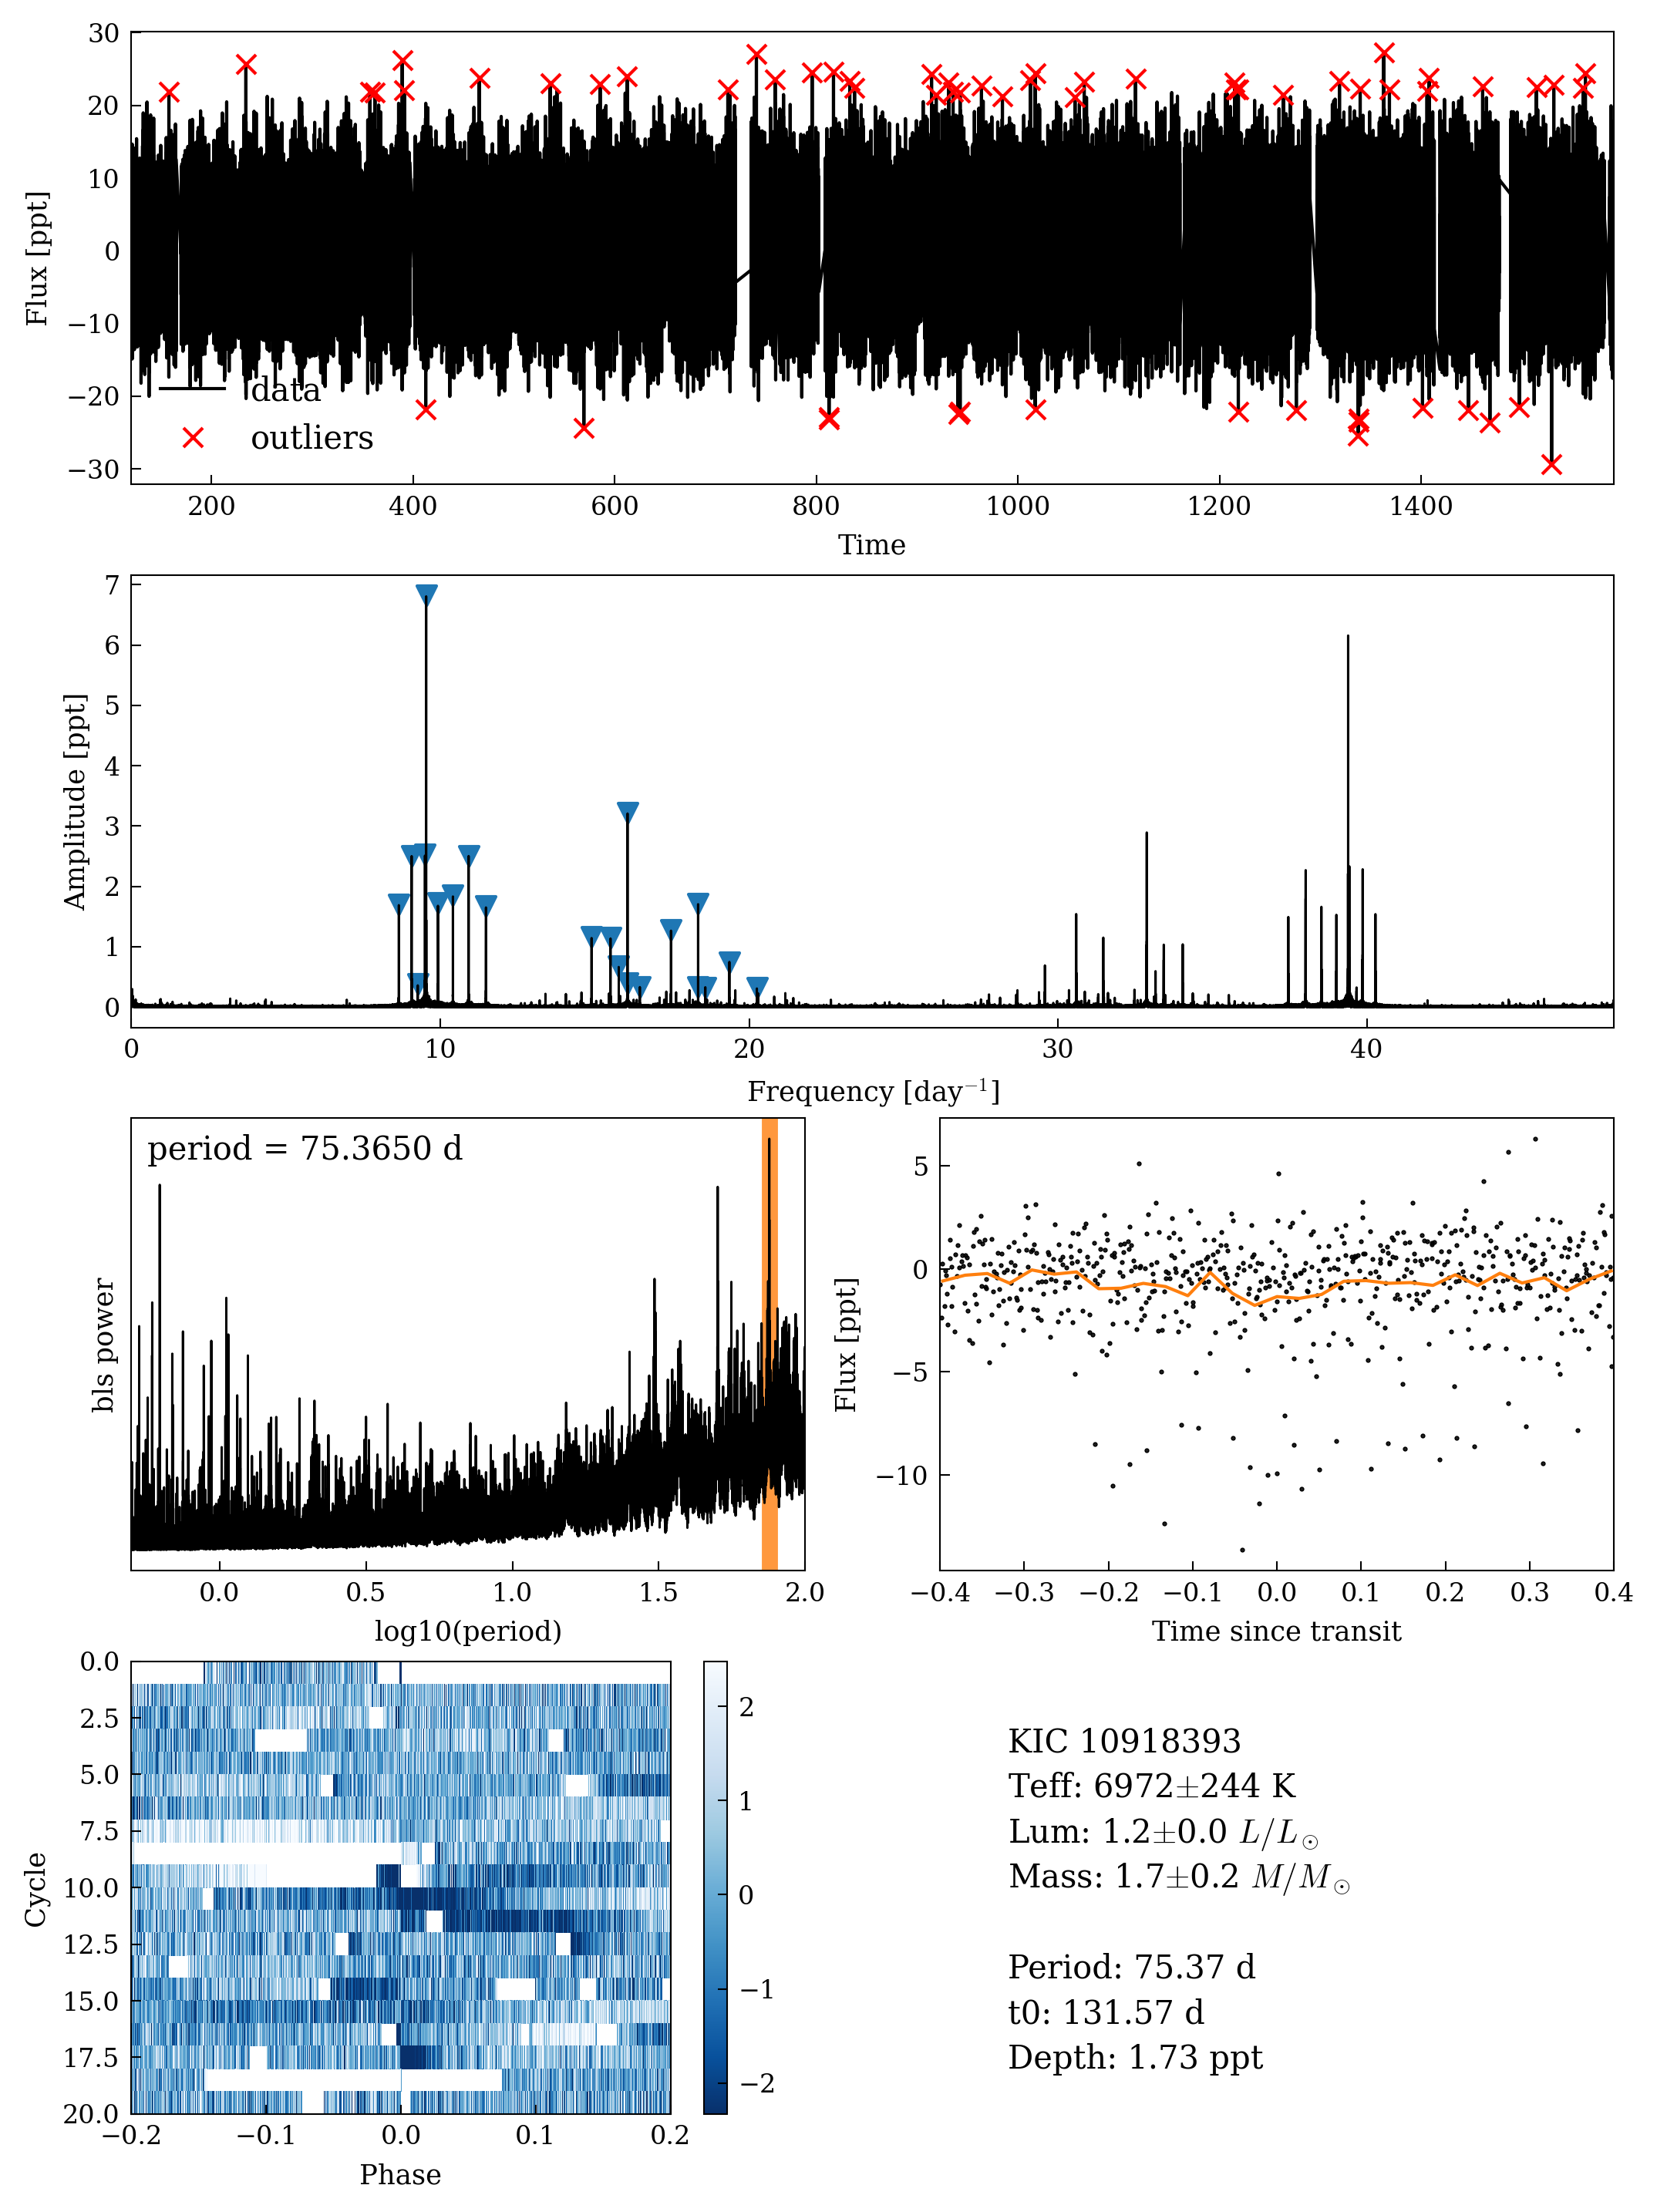 30
20
10
0
−10
−20
−30
Flux [ppt]
data
outliers
200 400 600 800 1000 1200 1400
Time
7
6
5
4
3
2
1
0
Amplitude [ppt]
0 10 20 30 40
Frequency [day⁻¹]
period = 75.3650 d
bls power
0.0 0.5 1.0 1.5 2.0
log10(period)
5
0
−5
−10
Flux [ppt]
−0.4 −0.3 −0.2 −0.1 0.0 0.1 0.2 0.3 0.4
Time since transit
0.0
2.5
5.0
7.5
10.0
12.5
15.0
17.5
20.0
Cycle
−0.2 −0.1 0.0 0.1 0.2
Phase
2
1
0
−1
−2
KIC 10918393
Teff: 6972±244 K
Lum: 1.2±0.0 L/L⊙
Mass: 1.7±0.2 M/M⊙
Period: 75.37 d
t0: 131.57 d
Depth: 1.73 ppt